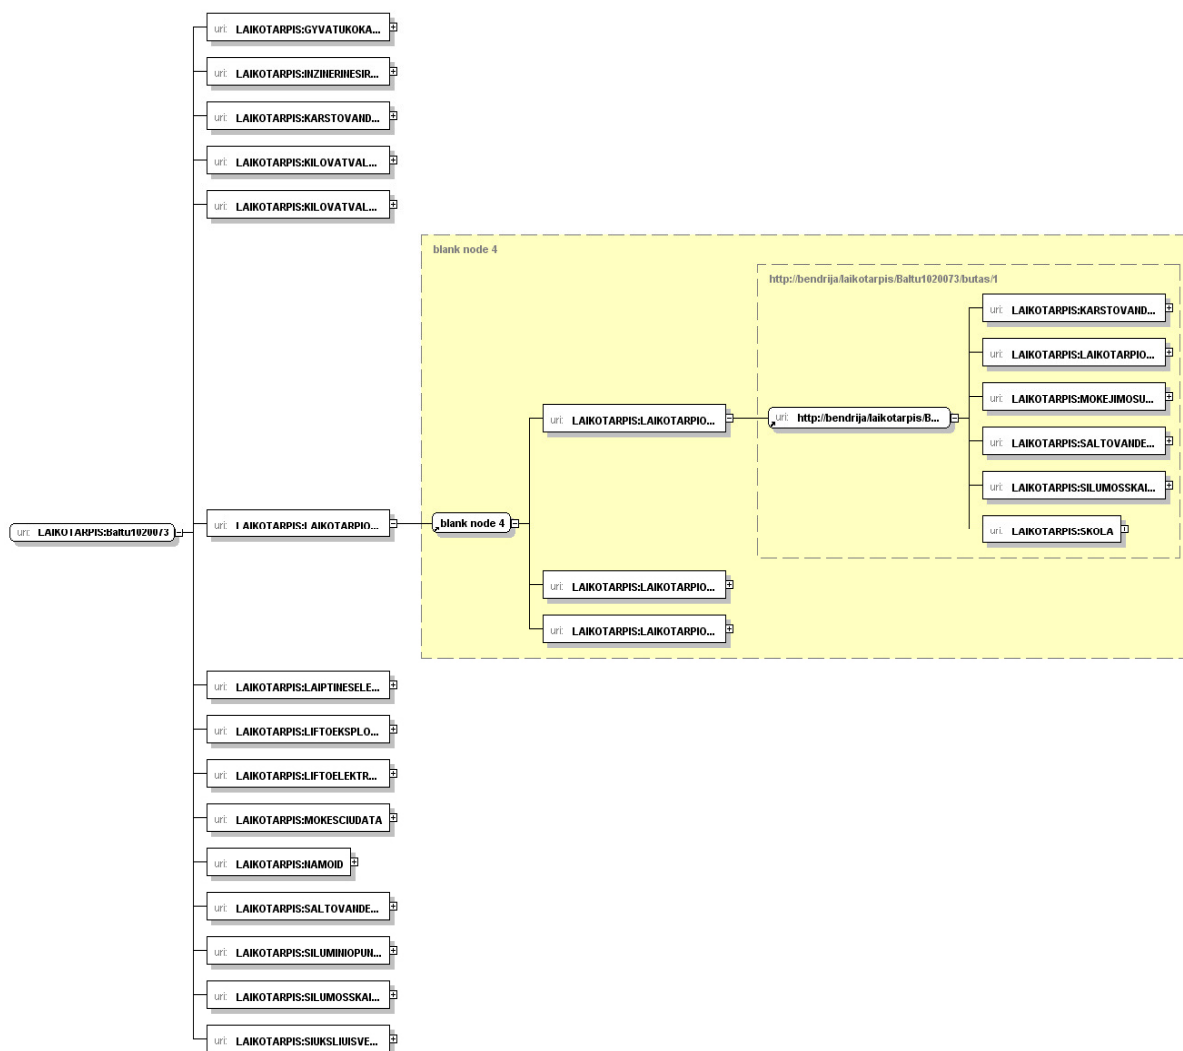 uri: LAIKOTARPIS:GYVATUKOKA...
uri: LAIKOTARPIS:INZINERINESIR...
uri: LAIKOTARPIS:KARSTOVAND...
uri: LAIKOTARPIS:KILOVATVAL...
uri: LAIKOTARPIS:KILOVATVAL...
blank node 4
http://bendrija/laikotarpis/Baltu1020073/butas/1
uri: LAIKOTARPIS:KARSTOVAND...
uri: LAIKOTARPIS:LAIKOTARPIO...
uri: LAIKOTARPIS:MOKEJIMOSU...
uri: LAIKOTARPIS:LAIKOTARPIO...
uri: http://bendrija/laikotarpis/B...
uri: LAIKOTARPIS:SALTOVANDE...
uri: LAIKOTARPIS:SILUMOSSKAI...
uri: LAIKOTARPIS:SKOLA
uri: LAIKOTARPIS:Baltu1020073
uri: LAIKOTARPIS:LAIKOTARPIO...
blank node 4
uri: LAIKOTARPIS:LAIKOTARPIO...
uri: LAIKOTARPIS:LAIKOTARPIO...
uri: LAIKOTARPIS:LAIPTINESELE...
uri: LAIKOTARPIS:LIFTOEKSPLO...
uri: LAIKOTARPIS:LIFTOELEKTR...
uri: LAIKOTARPIS:MOKESCIUDATA
uri: LAIKOTARPIS:NAMOID
uri: LAIKOTARPIS:SALTOVANDE...
uri: LAIKOTARPIS:SILUMINIOPUN...
uri: LAIKOTARPIS:SILUMOSSKAI...
uri: LAIKOTARPIS:SIUKSLIUISVE...